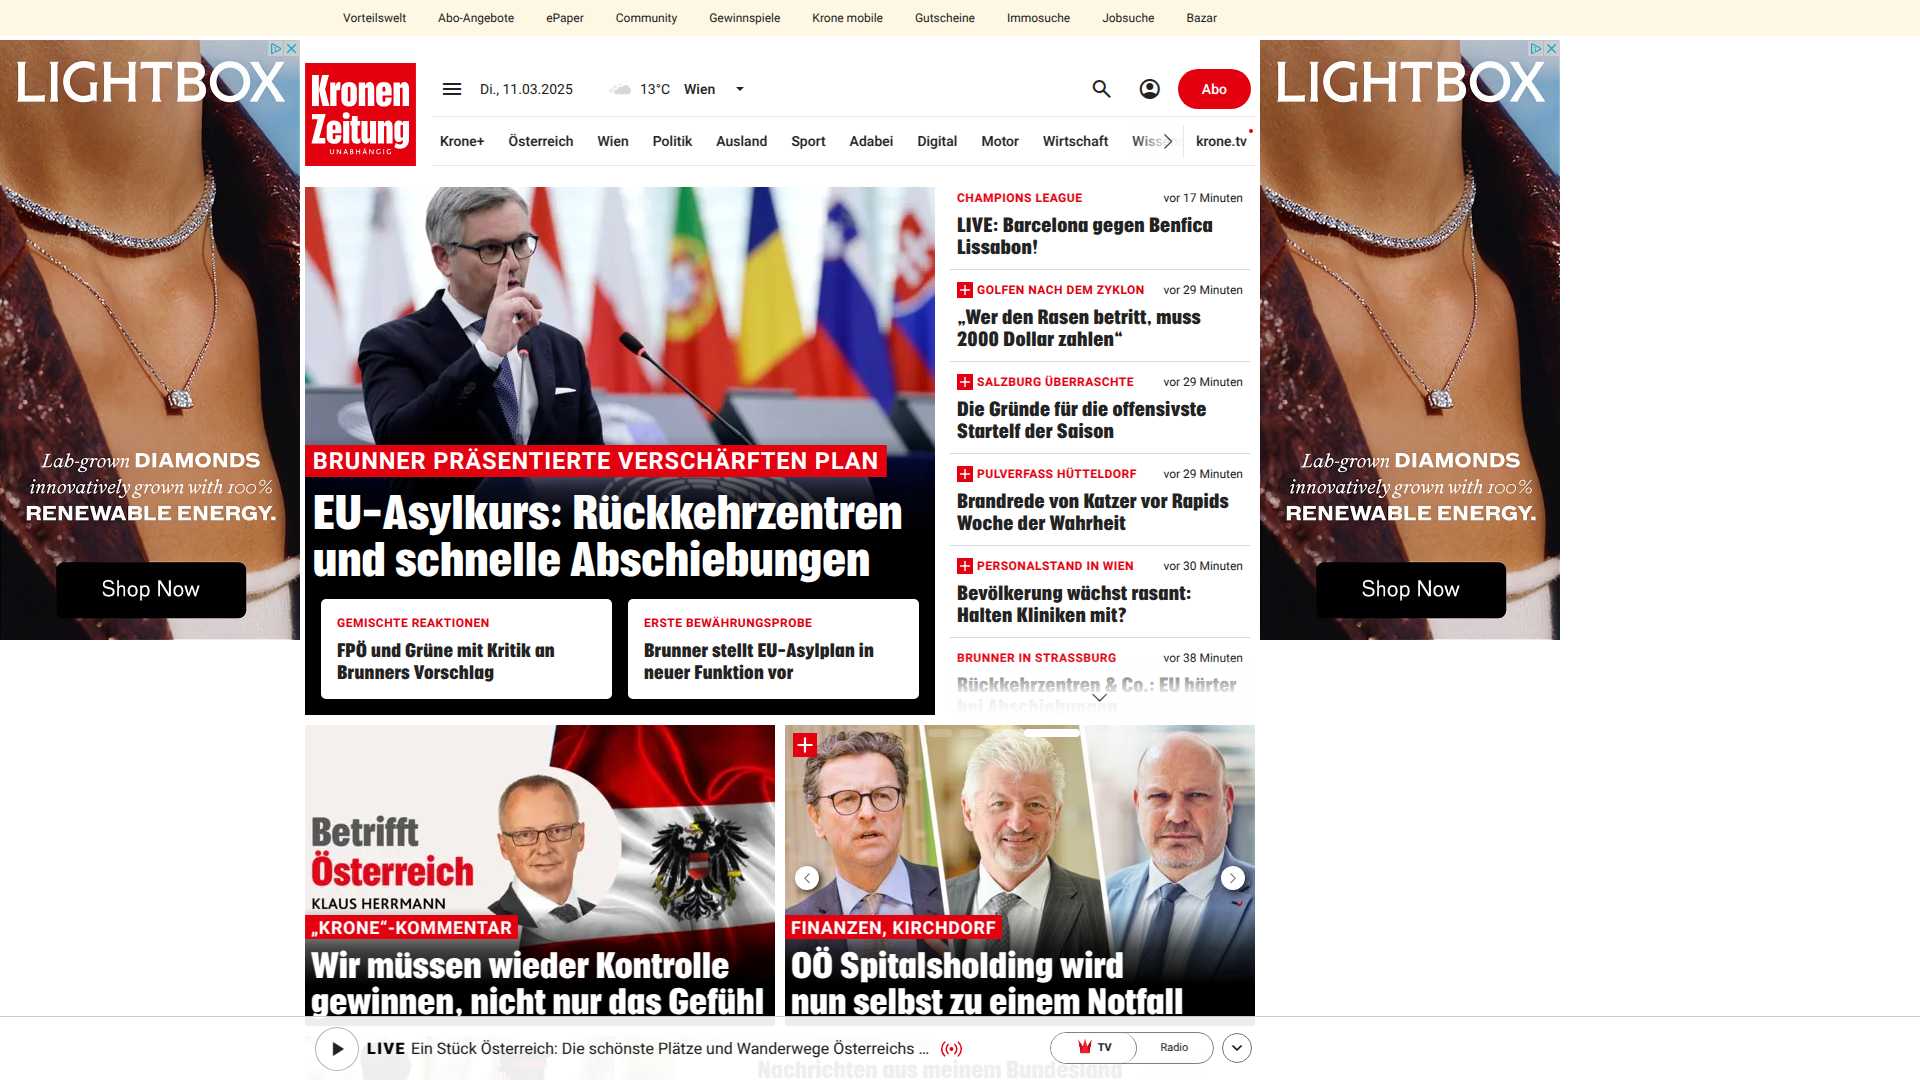 Vorteilswelt
Abo-Angebote
ePaper
Community
Gewinnspiele
Krone mobile
Gutscheine
Immosuche
Jobsuche
Bazar
LIGHTBOX
Lab-grown DIAMONDS
innovatively grown with 100%
RENEWABLE ENERGY.
Shop Now
Kronen
Zeitung
UNABHÄNGIG
Di., 11.03.2025
13°C
Wien
Abo
Krone+
Österreich
Wien
Politik
Ausland
Sport
Adabei
Digital
Motor
Wirtschaft
krone.tv
BRUNNER PRÄSENTIERTE VERSCHÄRFTEN PLAN
EU-Asylkurs: Rückkehrzentren
und schnelle Abschiebungen
GEMISCHTE REAKTIONEN
FPÖ und Grüne mit Kritik an
Brunners Vorschlag
ERSTE BEWÄHRUNGSPROBE
Brunner stellt EU-Asylplan in
neuer Funktion vor
CHAMPIONS LEAGUE
vor 17 Minuten
LIVE: Barcelona gegen Benfica
Lissabon!
GOLFEN NACH DEM ZYKLON
vor 29 Minuten
„Wer den Rasen betritt, muss
2000 Dollar zahlen“
SALZBURG ÜBERRASCHTE
vor 29 Minuten
Die Gründe für die offensivste
Startelf der Saison
PULVERFASS HÜTTELDORF
vor 29 Minuten
Brandrede von Katzer vor Rapids
Woche der Wahrheit
PERSONALSTAND IN WIEN
vor 30 Minuten
Bevölkerung wächst rasant:
Halten Kliniken mit?
BRUNNER IN STRASSBURG
vor 38 Minuten
Rückkehrzentren & Co.: EU härter
bei Abschiebungen
LIGHTBOX
Lab-grown DIAMONDS
innovatively grown with 100%
RENEWABLE ENERGY.
Shop Now
Betrifft
Österreich
KLAUS HERRMANN
„KRONE“-KOMMENTAR
Wir müssen wieder Kontrolle
gewinnen, nicht nur das Gefühl
FINANZEN, KIRCHDORF
OÖ Spitalsholding wird
nun selbst zu einem Notfall
LIVE Ein Stück Österreich: Die schönste Plätze und Wanderwege Österreichs ...
TV
Radio
Nachrichten aus meinem Bundesland